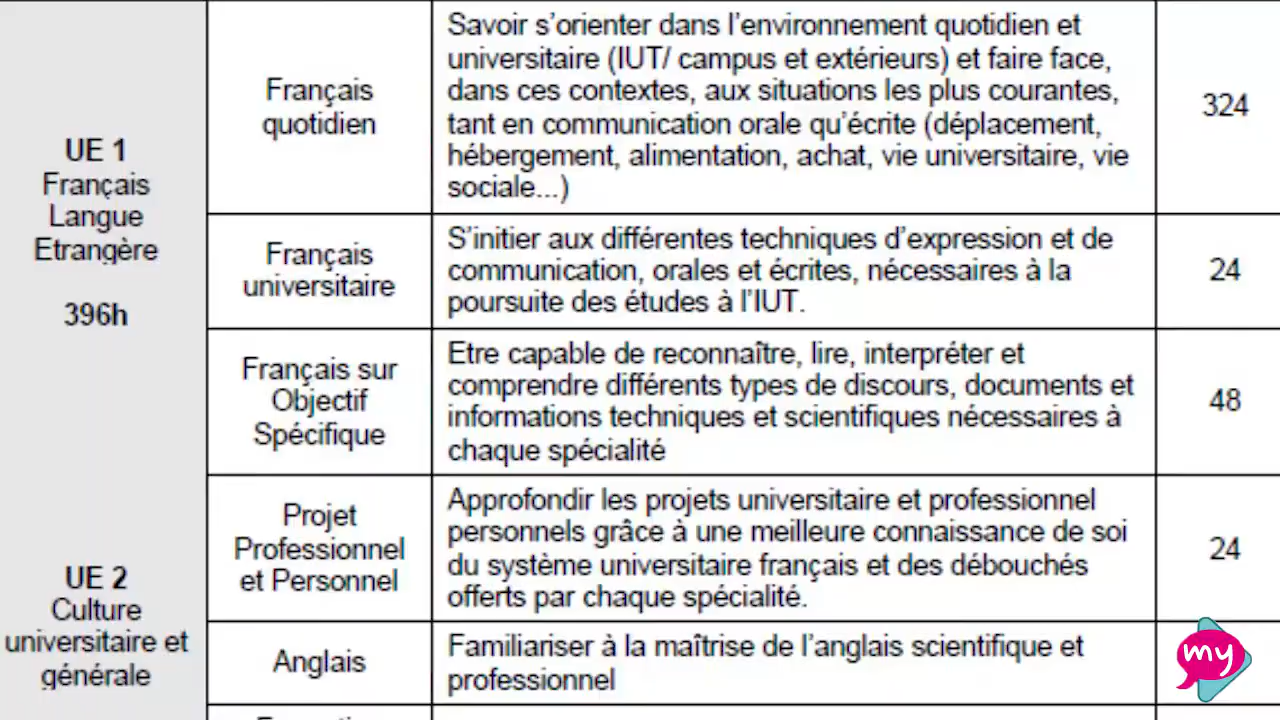 UE 1
Français
Langue
Etrangère
396h
Français
quotidien
Savoir s’orienter dans l’environnement quotidien et
universitaire (IUT/ campus et extérieurs) et faire face,
dans ces contextes, aux situations les plus courantes,
tant en communication orale qu’écrite (déplacement,
hébergement, alimentation, achat, vie universitaire, vie
sociale...)
324
Français
universitaire
S’initier aux différentes techniques d’expression et de
communication, orales et écrites, nécessaires à la
poursuite des études à l’IUT.
24
Français sur
Objectif
Spécifique
Etre capable de reconnaître, lire, interpréter et
comprendre différents types de discours, documents et
informations techniques et scientifiques nécessaires à
chaque spécialité
48
UE 2
Culture
universitaire et
générale
Projet
Professionnel
et Personnel
Approfondir les projets universitaire et professionnel
personnels grâce à une meilleure connaissance de soi
du système universitaire français et des débouchés
offerts par chaque spécialité.
24
Anglais
Familiariser à la maîtrise de l’anglais scientifique et
professionnel
my